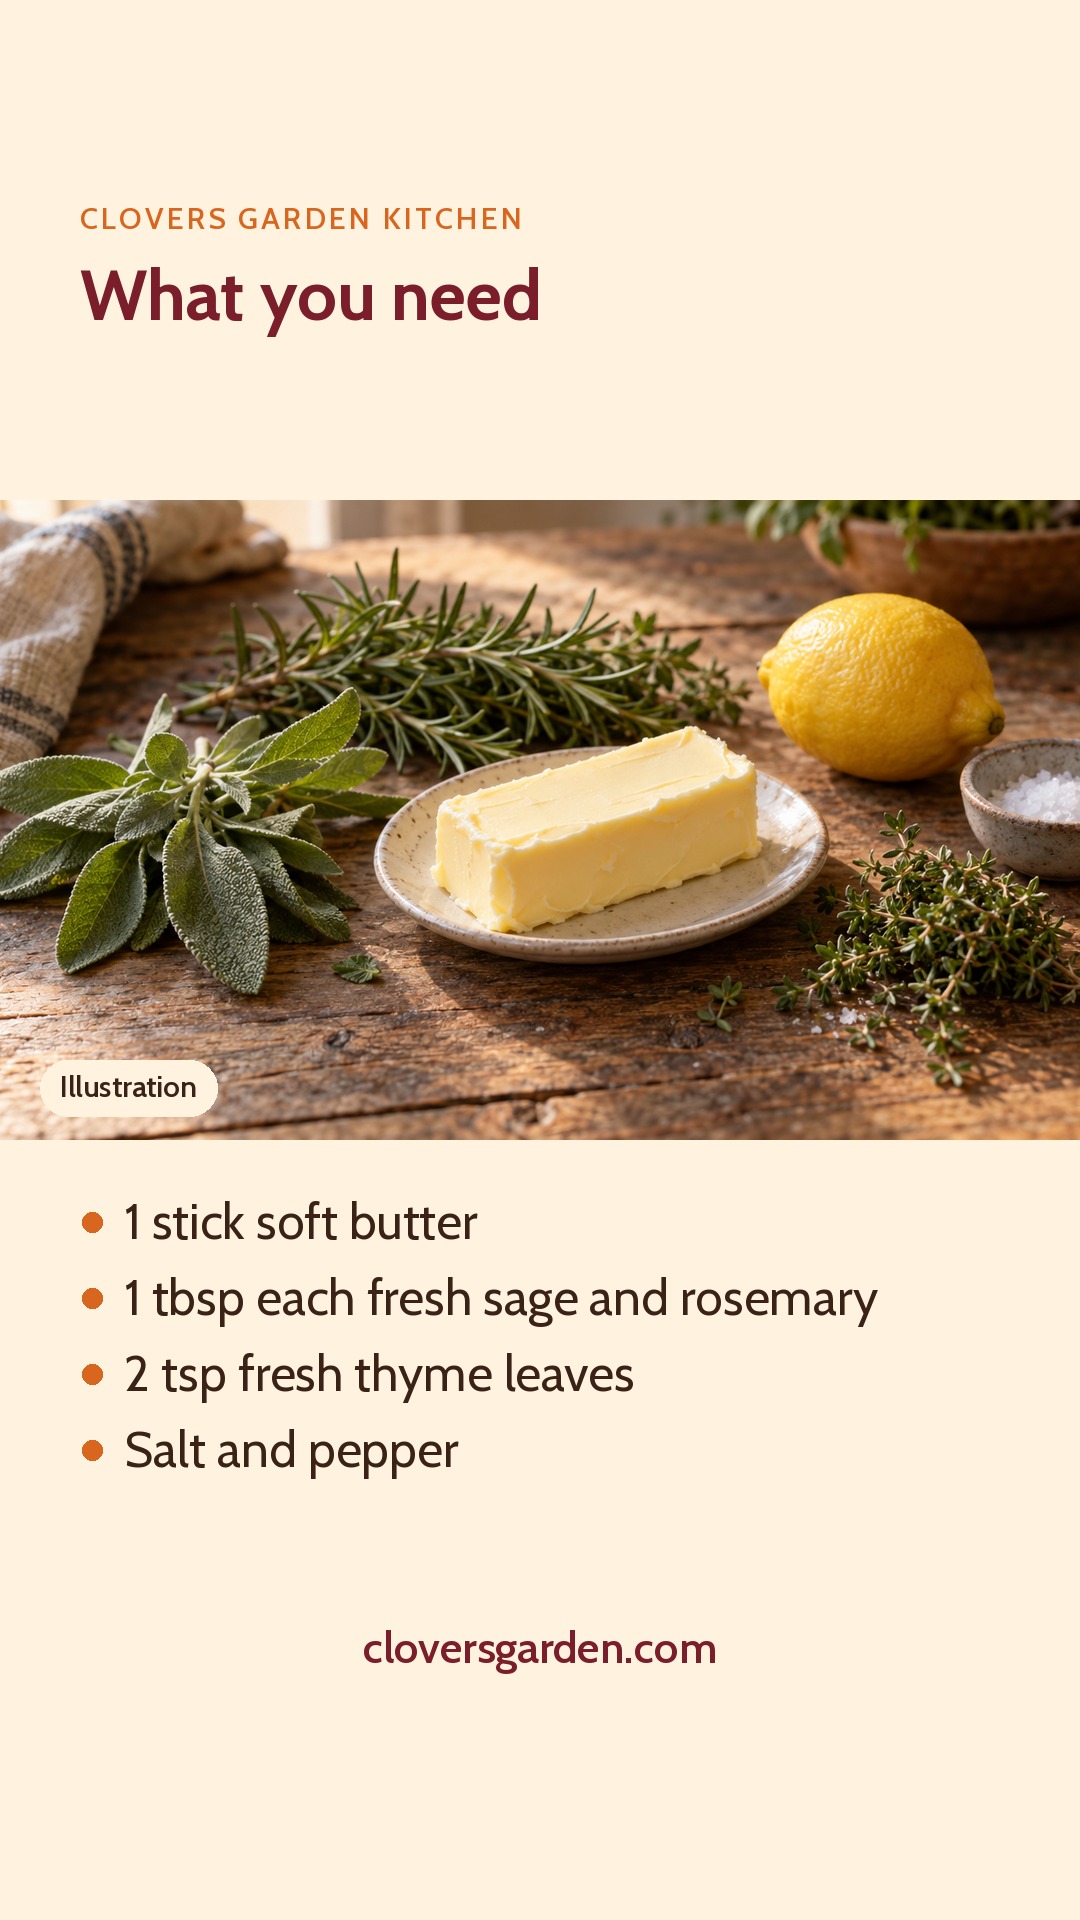 CLOVERS GARDEN KITCHEN
What you need
Illustration
1 stick soft butter
1 tbsp each fresh sage and rosemary
2 tsp fresh thyme leaves
Salt and pepper
cloversgarden.com